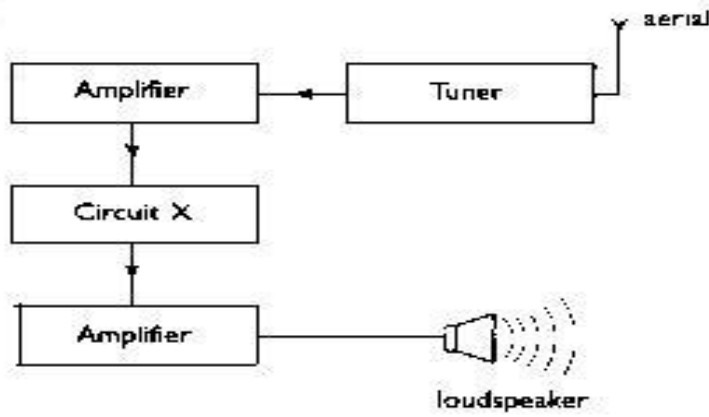 aerial
Amplifier
Tuner
Circuit X
Amplifier
loudspeaker